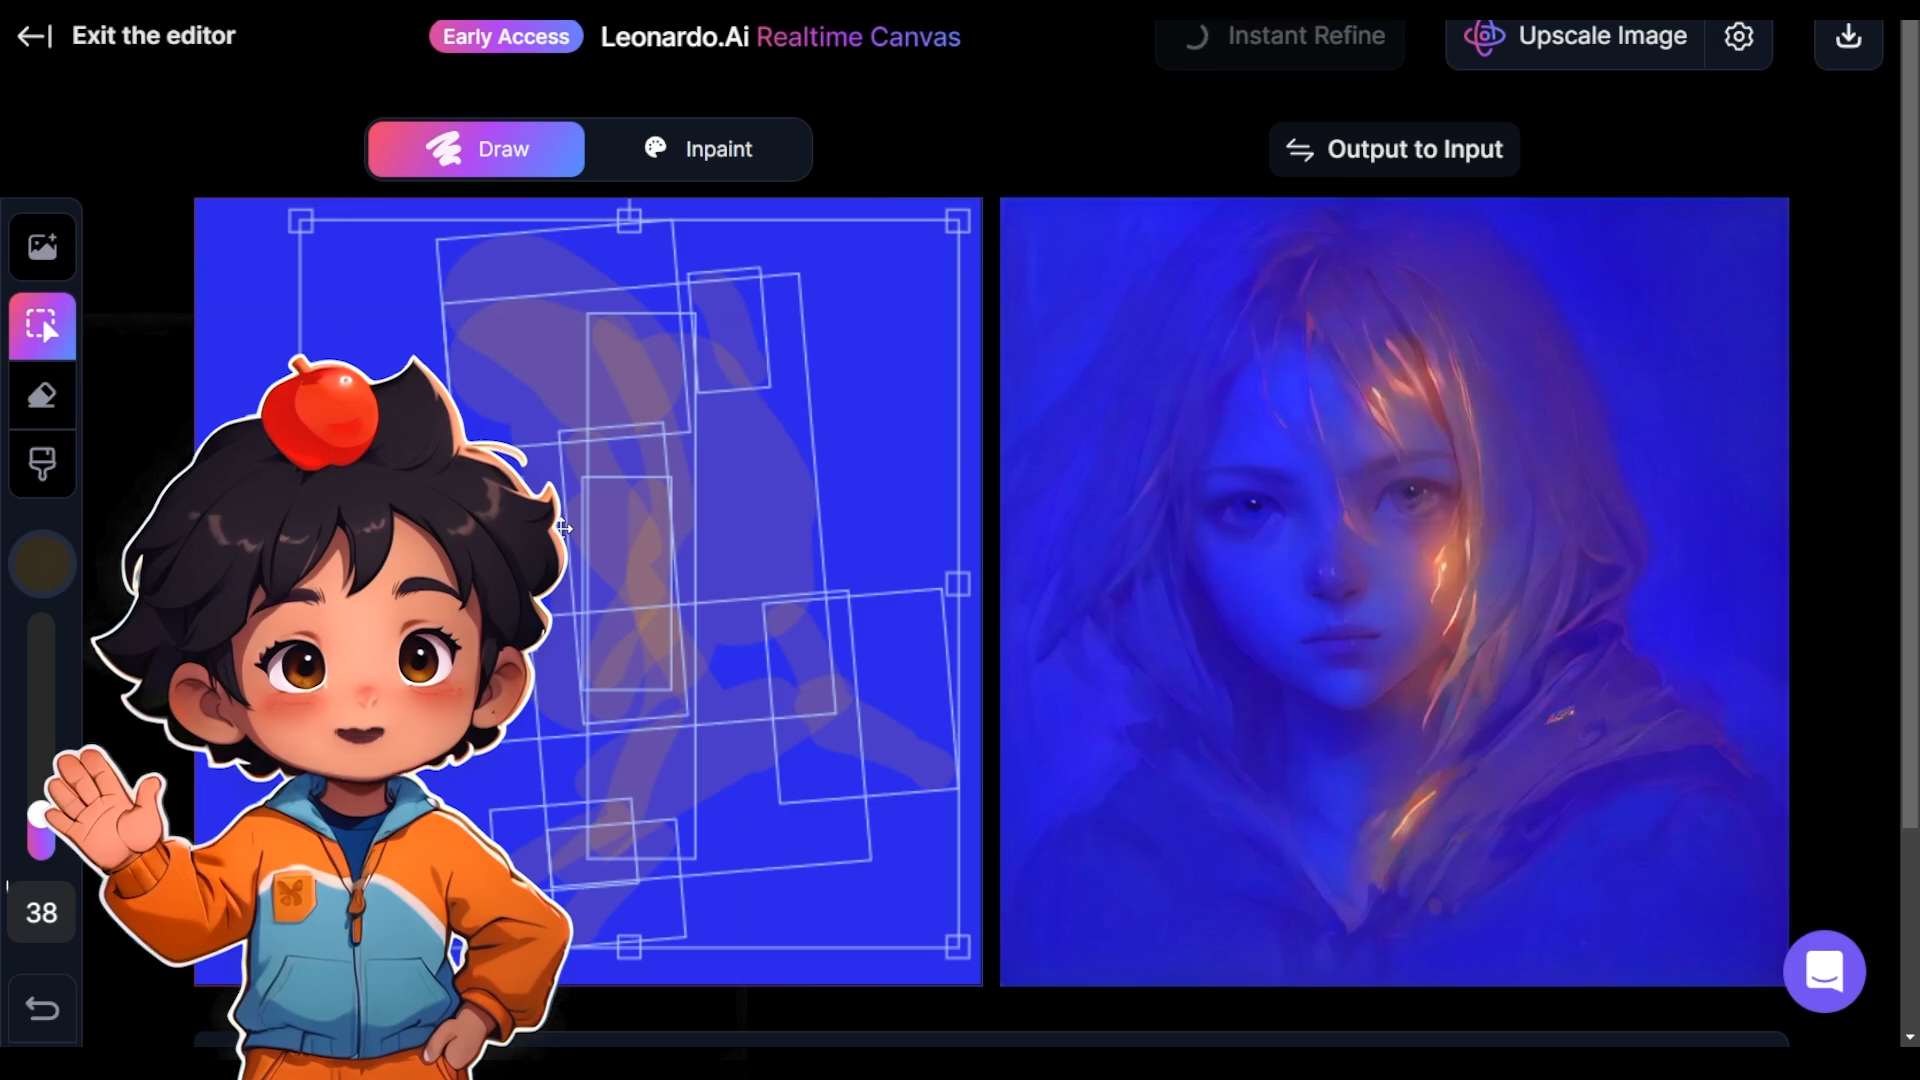 Exit the editor
Early Access Leonardo.Ai Realtime Canvas
Instant Refine
Upscale Image
Draw
Inpaint
Output to Input
38